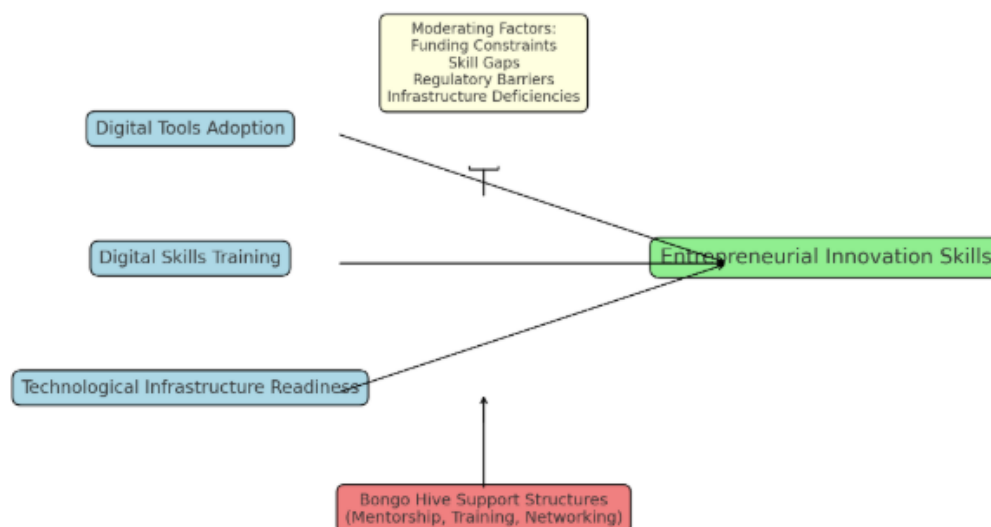 Moderating Factors:
Funding Constraints
Skill Gaps
Regulatory Barriers
Infrastructure Deficiencies
Digital Tools Adoption
Digital Skills Training
Entrepreneurial Innovation Skills
Technological Infrastructure Readiness
Bongo Hive Support Structures
(Mentorship, Training, Networking)